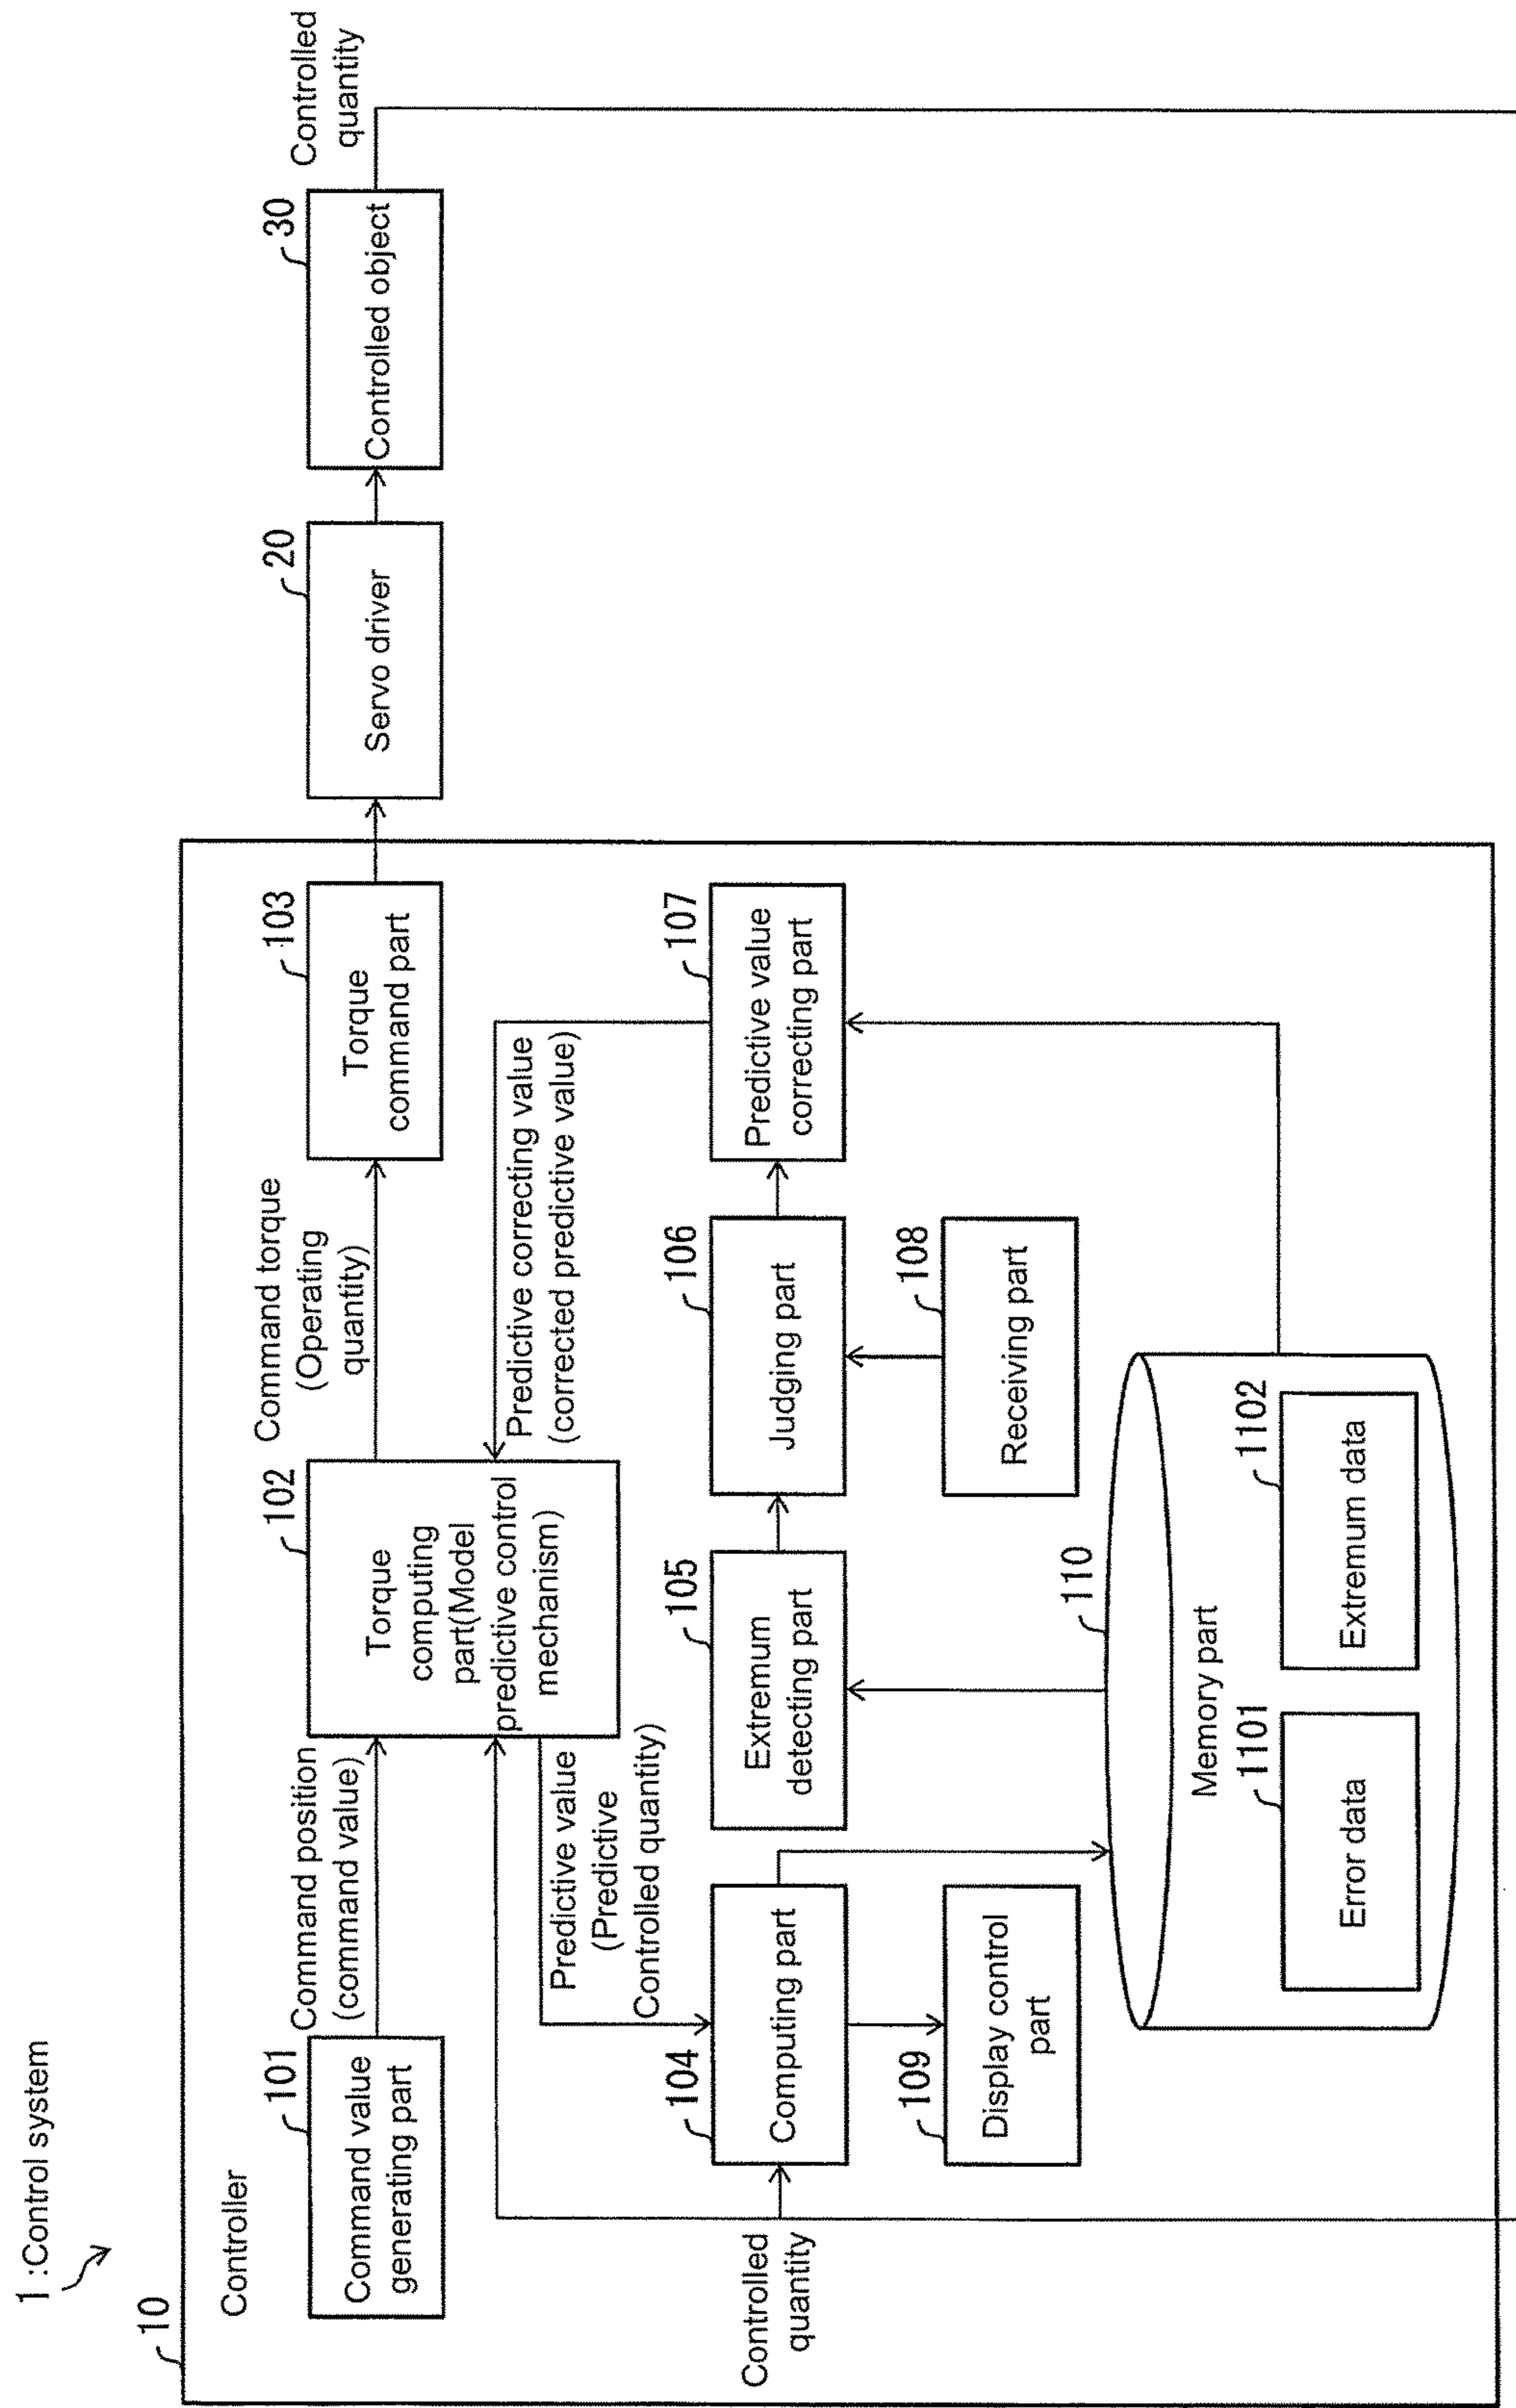 1 :Control system
10
Controller
101
Command value
generating part
Command position
(command value)
102
Torque
computing
part(Model
predictive control
mechanism)
Command torque
(Operating
quantity)
103
Torque
command part
20
Servo driver
30
Controlled object
Controlled
quantity
Predictive value
(Predictive
Controlled quantity)
Predictive correcting value
(corrected predictive value)
Controlled
quantity
104
Computing part
105
Extremum
detecting part
106
Judging part
107
Predictive value
correcting part
109
Display control
part
108
Receiving part
110
Memory part
1101
Error data
1102
Extremum data